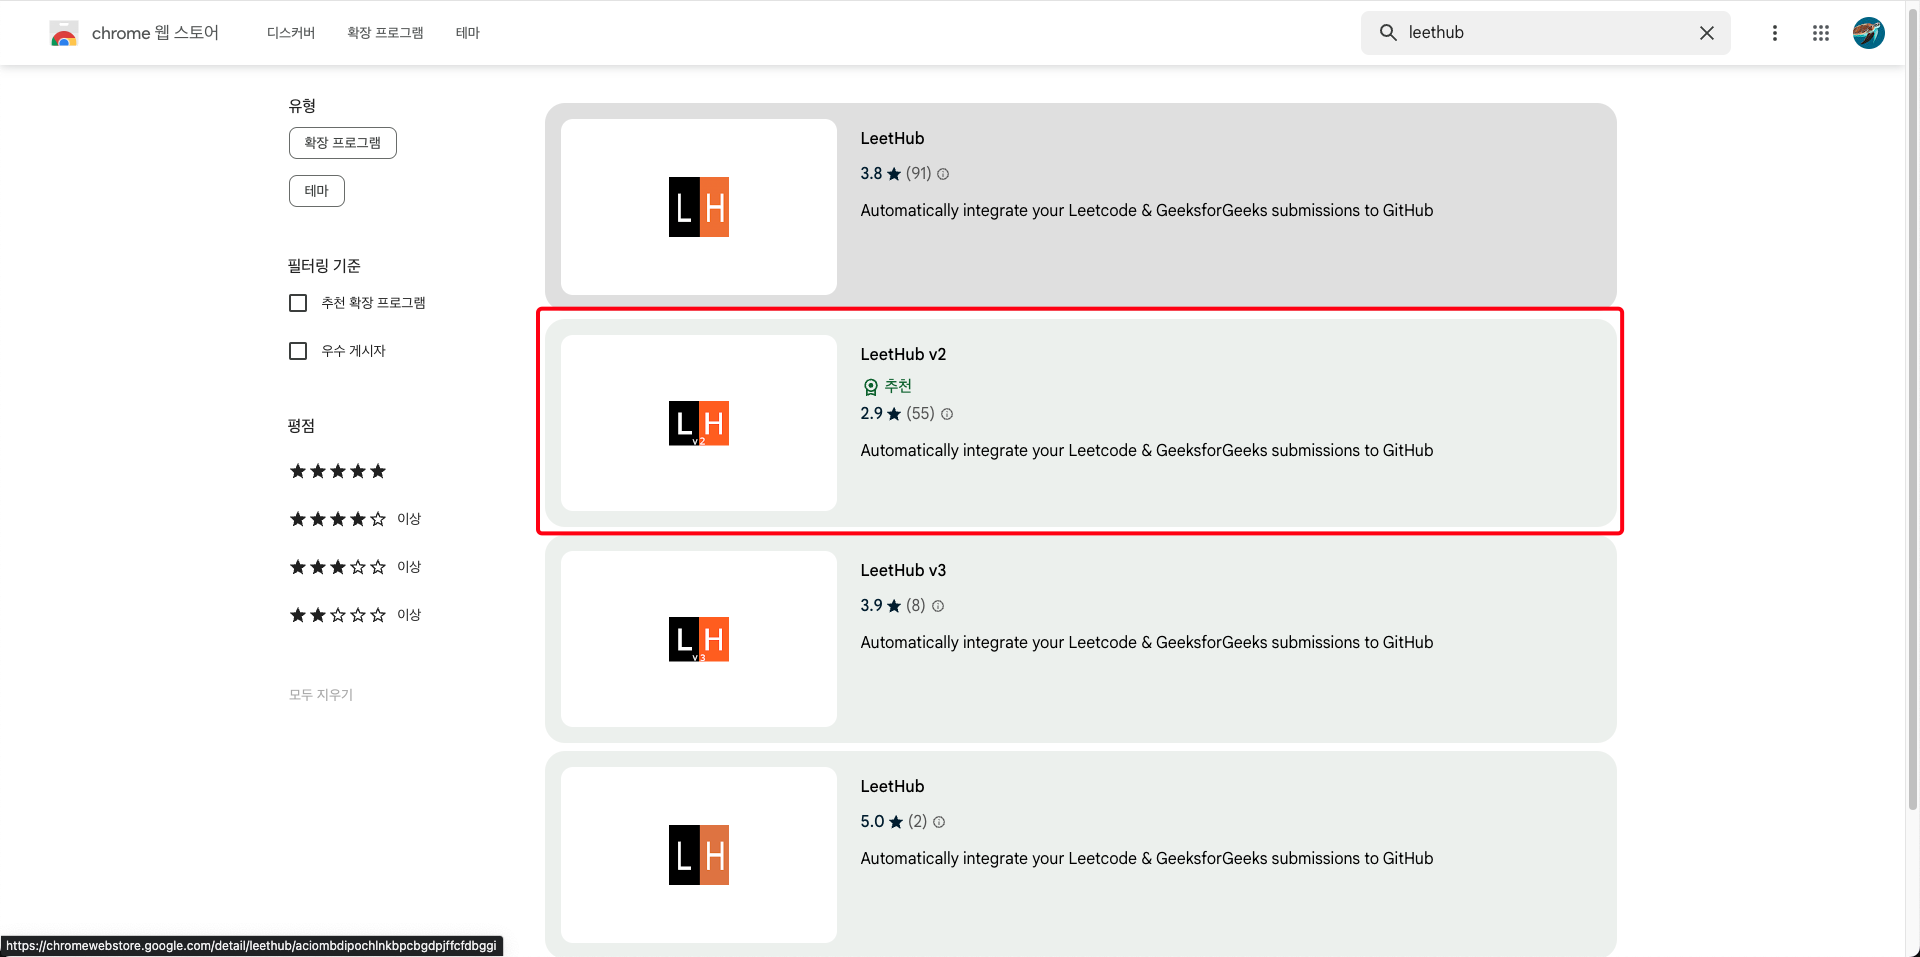 chrome 웹 스토어
디스커버
확장 프로그램
테마
leethub
유형
확장 프로그램
테마
필터링 기준
추천 확장 프로그램
우수 게시자
평점
이상
이상
이상
모두 지우기
LH
LeetHub
3.8 (91)
Automatically integrate your Leetcode & GeeksforGeeks submissions to GitHub
LH
v2
LeetHub v2
추천
2.9 (55)
Automatically integrate your Leetcode & GeeksforGeeks submissions to GitHub
LH
v3
LeetHub v3
3.9 (8)
Automatically integrate your Leetcode & GeeksforGeeks submissions to GitHub
LH
LeetHub
5.0 (2)
Automatically integrate your Leetcode & GeeksforGeeks submissions to GitHub
https://chromewebstore.google.com/detail/leethub/aciombdipochlnkbpcbgdpjffcfdbggi